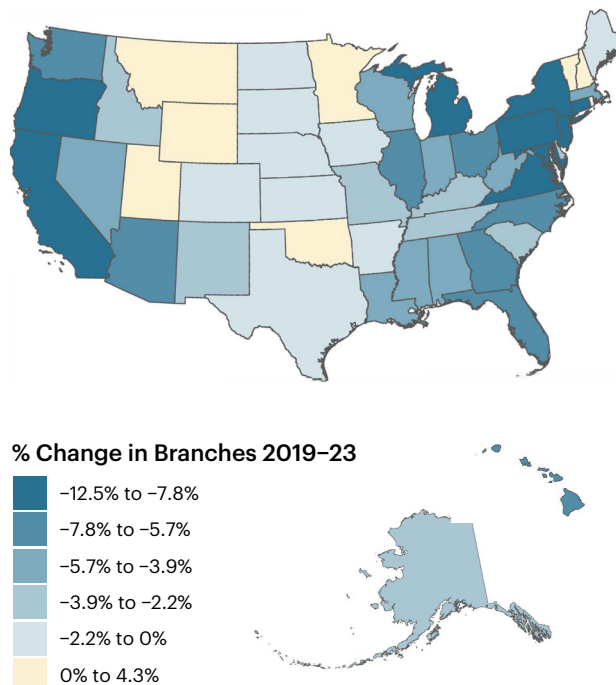 % Change in Branches 2019–23
−12.5% to −7.8%
−7.8% to −5.7%
−5.7% to −3.9%
−3.9% to −2.2%
−2.2% to 0%
0% to 4.3%